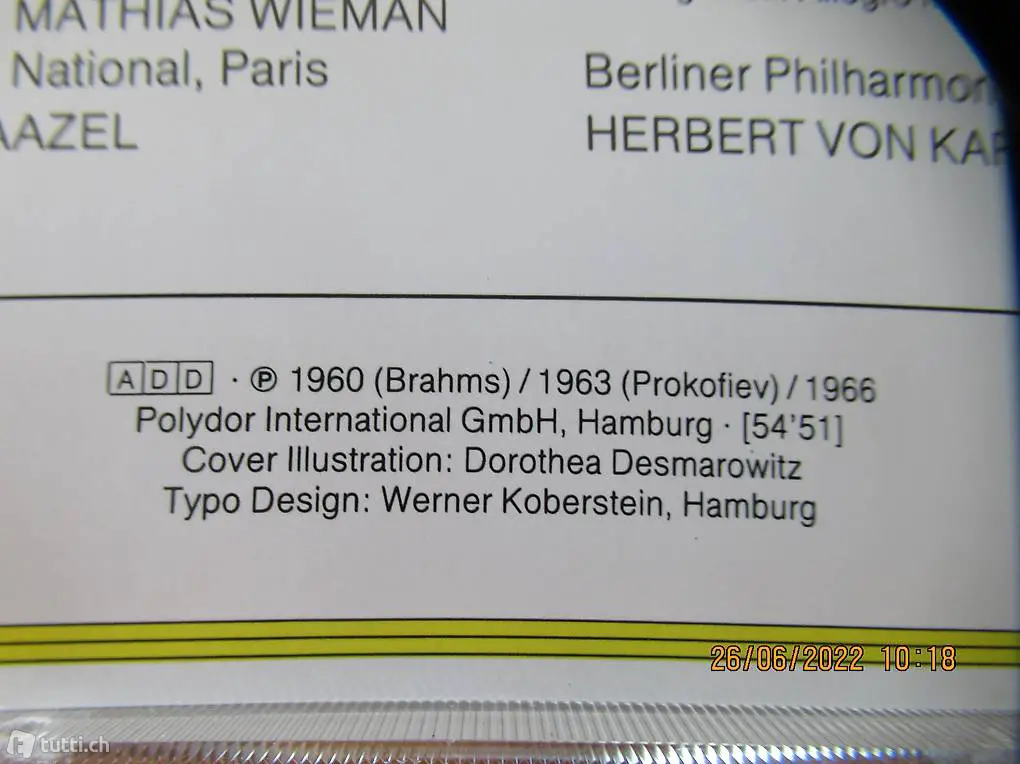 MATHIAS WIEMAN
National, Paris
AAZEL
Berliner Philharmon
HERBERT VON KAR
ADD · ℗ 1960 (Brahms) / 1963 (Prokofiev) / 1966
Polydor International GmbH, Hamburg · [54'51]
Cover Illustration: Dorothea Desmarowitz
Typo Design: Werner Koberstein, Hamburg
26/06/2022 10:18
tutti.ch